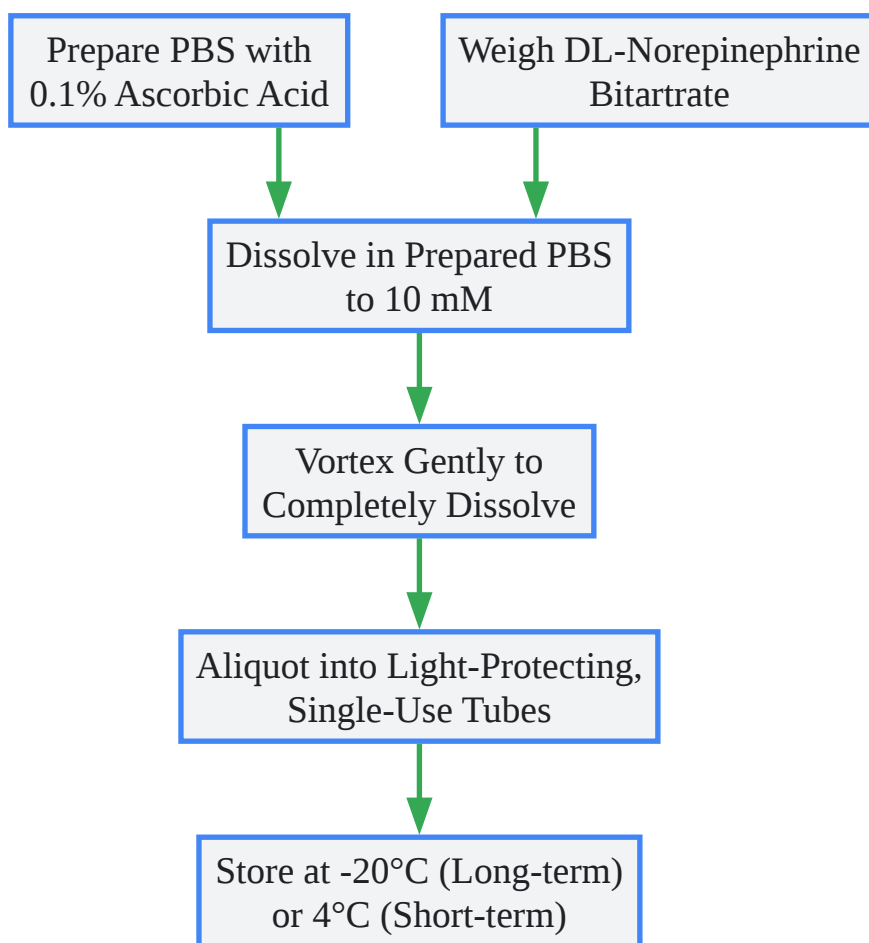 Prepare PBS with
0.1% Ascorbic Acid
Weigh DL-Norepinephrine
Bitartrate
Dissolve in Prepared PBS
to 10 mM
Vortex Gently to
Completely Dissolve
Aliquot into Light-Protecting,
Single-Use Tubes
Store at -20°C (Long-term)
or 4°C (Short-term)